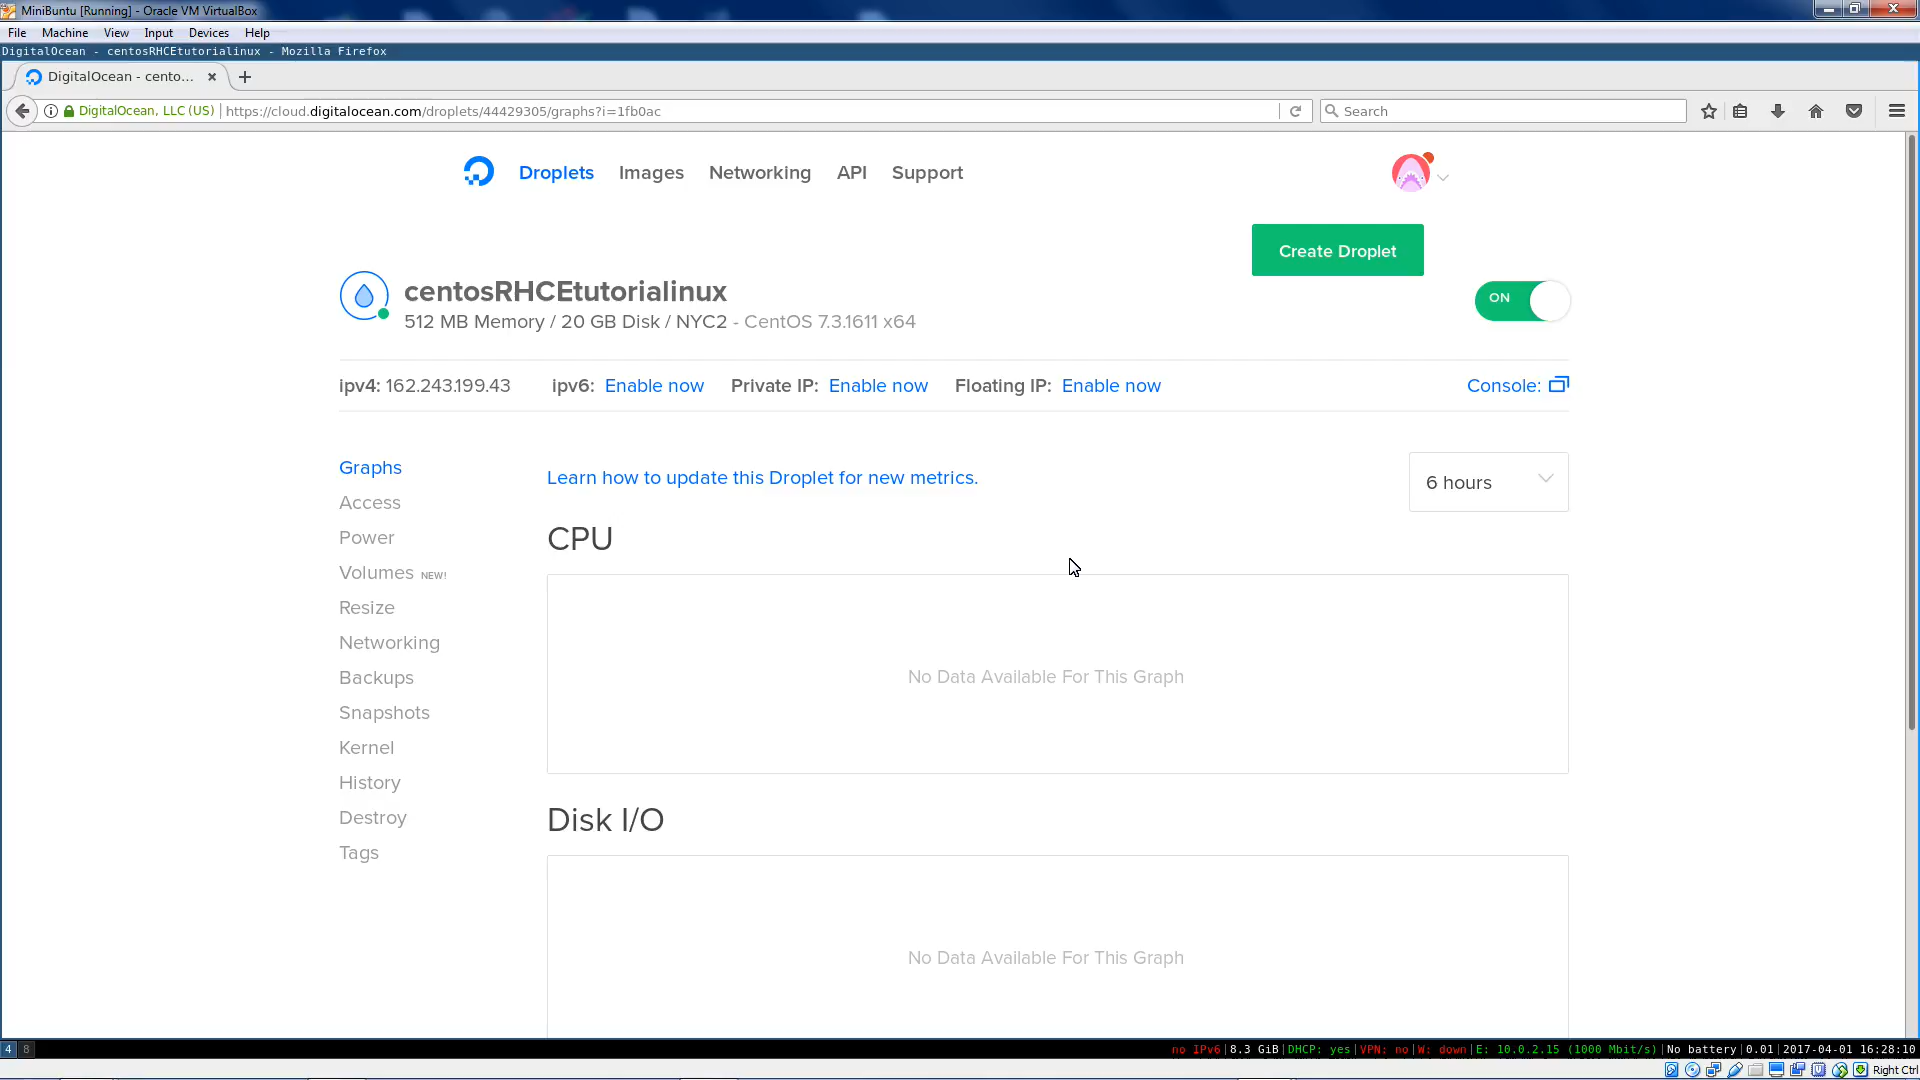 MiniBuntu [Running] - Oracle VM VirtualBox
File Machine View Input Devices Help
DigitalOcean - centosRHCEtutorialinux - Mozilla Firefox
DigitalOcean - cento...
DigitalOcean, LLC (US) https://cloud.digitalocean.com/droplets/44429305/graphs?i=1fb0ac Search
Droplets Images Networking API Support
Create Droplet
centosRHCEtutorialinux
ON
512 MB Memory / 20 GB Disk / NYC2 - CentOS 7.3.1611 x64
ipv4: 162.243.199.43 ipv6: Enable now Private IP: Enable now Floating IP: Enable now Console:
Graphs
Access
Power
Volumes NEW!
Resize
Networking
Backups
Snapshots
Kernel
History
Destroy
Tags
Learn how to update this Droplet for new metrics.
6 hours
CPU
No Data Available For This Graph
Disk I/O
No Data Available For This Graph
4 8 no IPv6|8.3 GiB|DHCP: yes|VPN: no|W: down|E: 10.0.2.15 (1000 Mbit/s)|No battery|0.01|2017-04-01 16:28:10
Right Ctrl